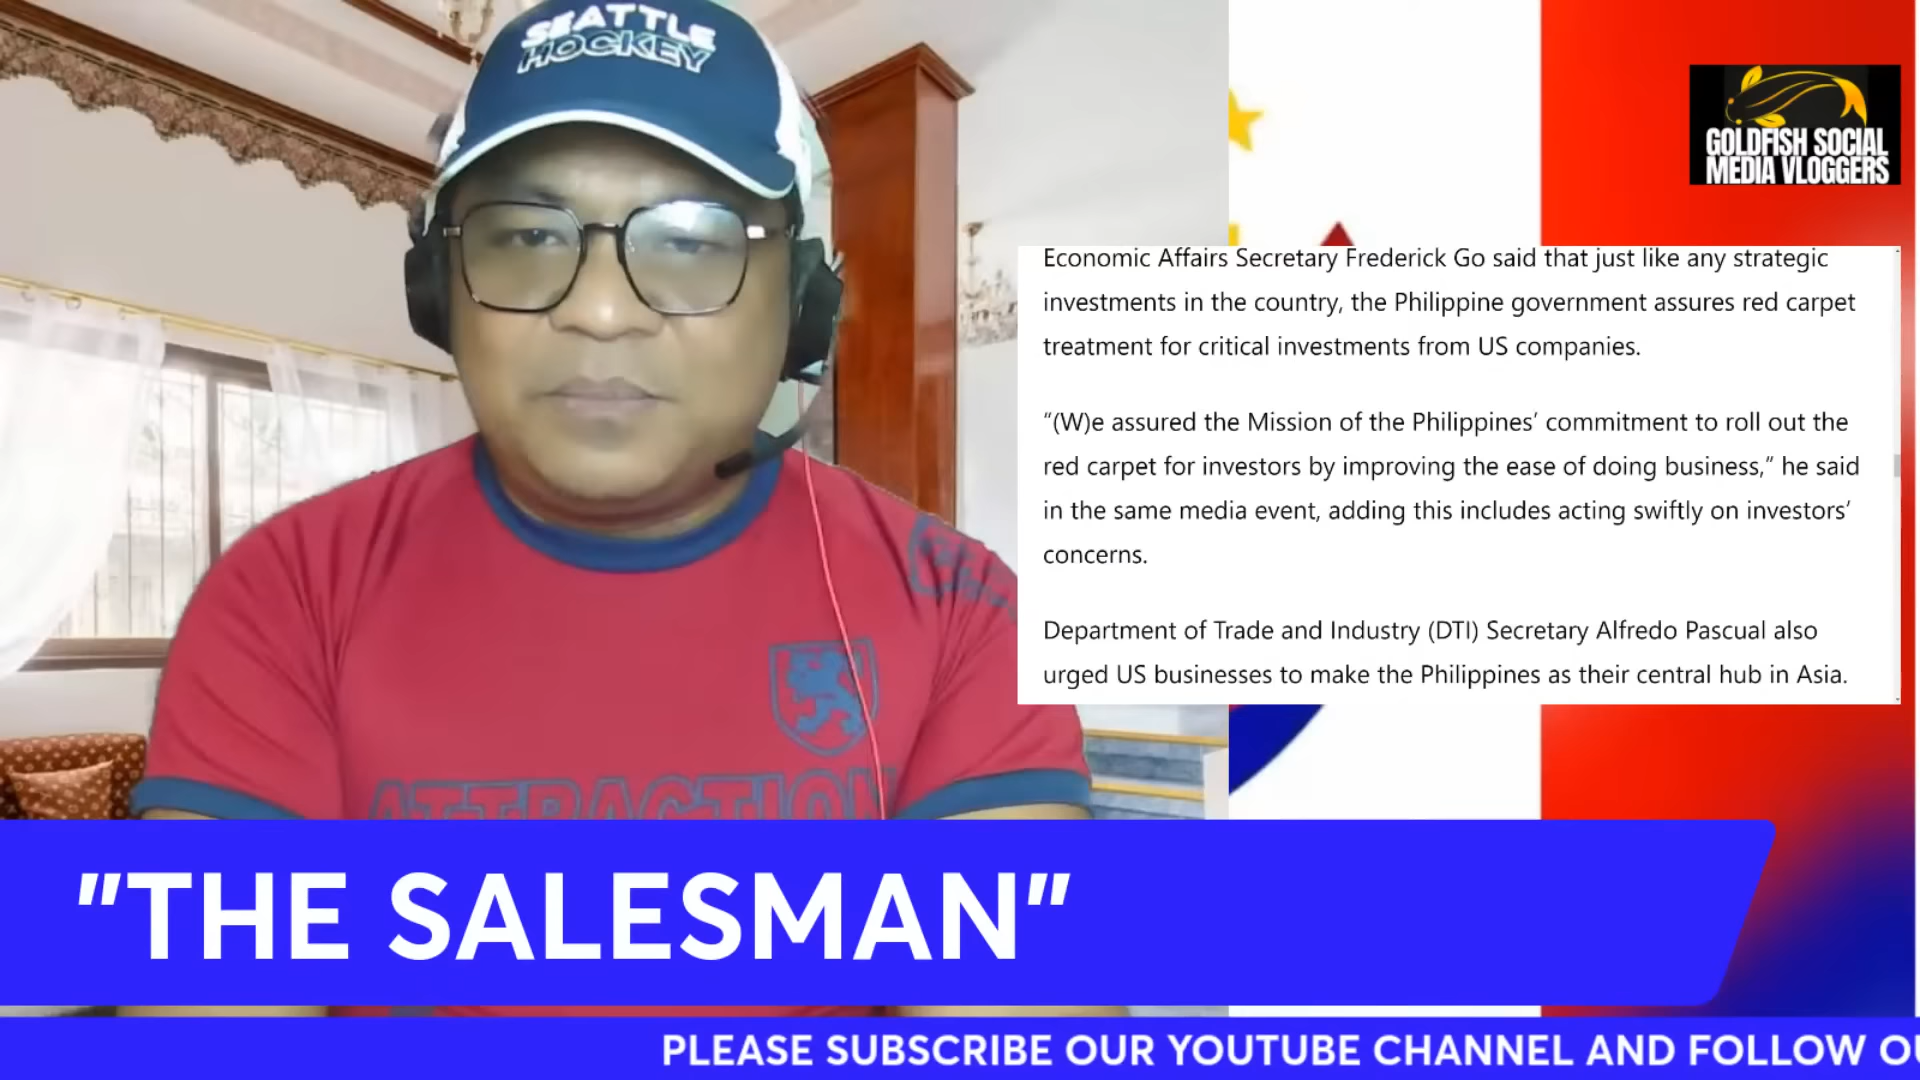 SEATTLE
HOCKEY
GOLDFISH SOCIAL
MEDIA VLOGGERS
Economic Affairs Secretary Frederick Go said that just like any strategic
investments in the country, the Philippine government assures red carpet
treatment for critical investments from US companies.
“(W)e assured the Mission of the Philippines’ commitment to roll out the
red carpet for investors by improving the ease of doing business,” he said
in the same media event, adding this includes acting swiftly on investors’
concerns.
Department of Trade and Industry (DTI) Secretary Alfredo Pascual also
urged US businesses to make the Philippines as their central hub in Asia.
ATTRACTION
"THE SALESMAN"
PLEASE SUBSCRIBE OUR YOUTUBE CHANNEL AND FOLLOW OU